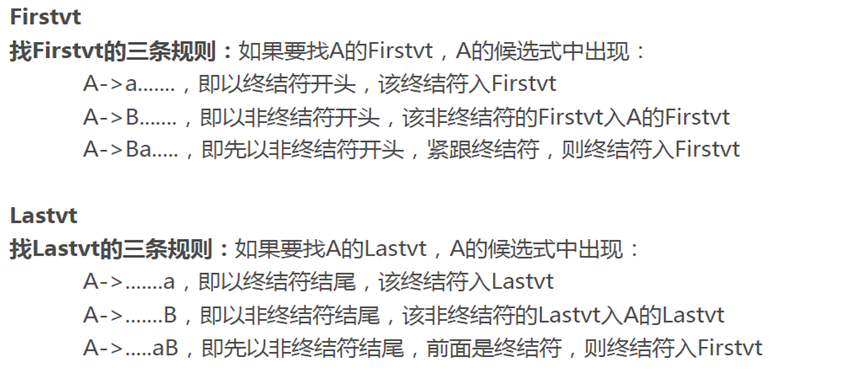 Firstvt
找Firstvt的三条规则：如果要找A的Firstvt，A的候选式中出现：
A->a.......，即以终结符开头，该终结符入Firstvt
A->B.......，即以非终结符开头，该非终结符的Firstvt入A的Firstvt
A->Ba.....，即先以非终结符开头，紧跟终结符，则终结符入Firstvt
Lastvt
找Lastvt的三条规则：如果要找A的Lastvt，A的候选式中出现：
A->.......a，即以终结符结尾，该终结符入Lastvt
A->.......B，即以非终结符结尾，该非终结符的Lastvt入A的Lastvt
A->.....aB，即先以非终结符结尾，前面是终结符，则终结符入Firstvt